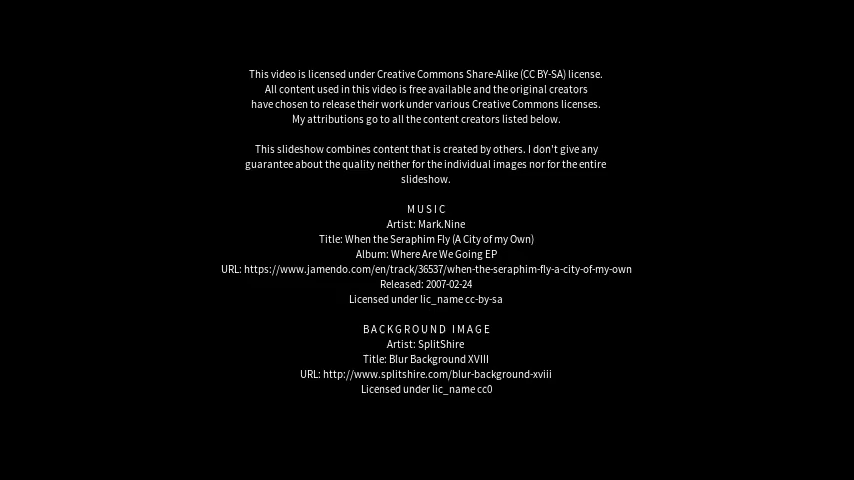 This video is licensed under Creative Commons Share-Alike (CC BY-SA) license.
All content used in this video is free available and the original creators
have chosen to release their work under various Creative Commons licenses.
My attributions go to all the content creators listed below.
This slideshow combines content that is created by others. I don't give any
guarantee about the quality neither for the individual images nor for the entire
slideshow.
MUSIC
Artist: Mark.Nine
Title: When the Seraphim Fly (A City of my Own)
Album: Where Are We Going EP
URL: https://www.jamendo.com/en/track/36537/when-the-seraphim-fly-a-city-of-my-own
Released: 2007-02-24
Licensed under lic_name cc-by-sa
BACKGROUND IMAGE
Artist: SplitShire
Title: Blur Background XVIII
URL: http://www.splitshire.com/blur-background-xviii
Licensed under lic_name cc0